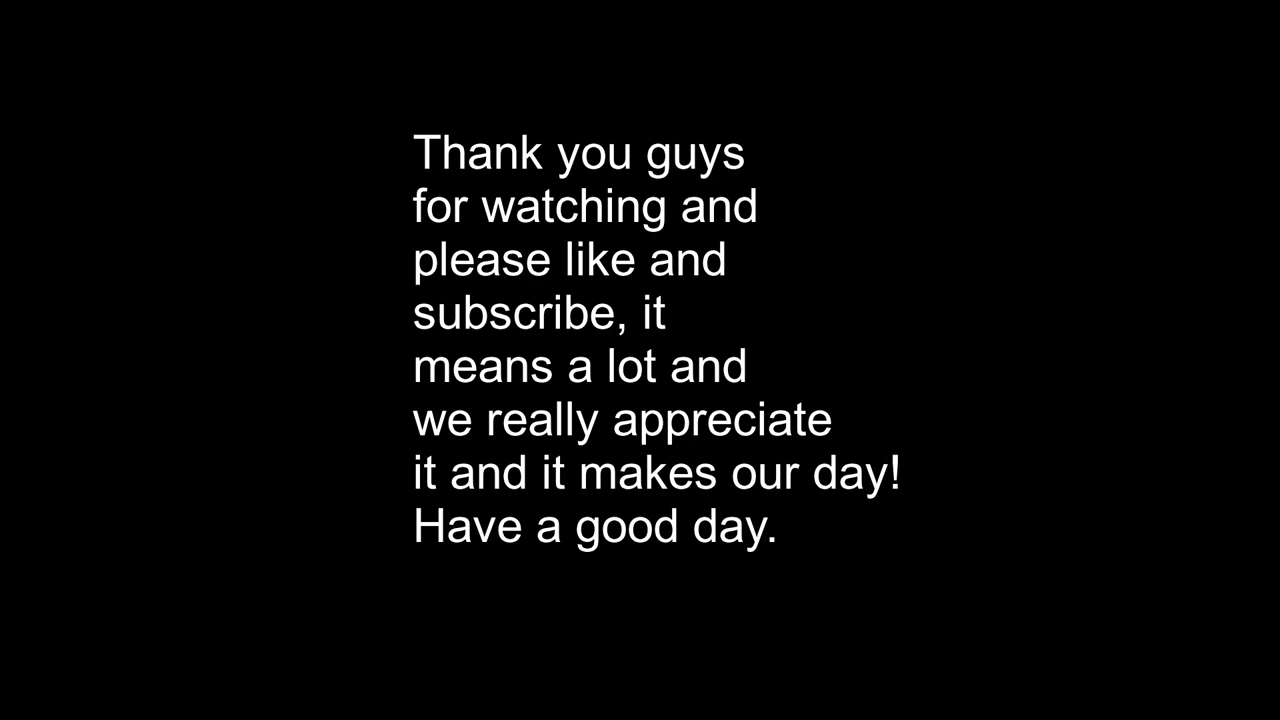 Thank you guys
for watching and
please like and
subscribe, it
means a lot and
we really appreciate
it and it makes our day!
Have a good day.